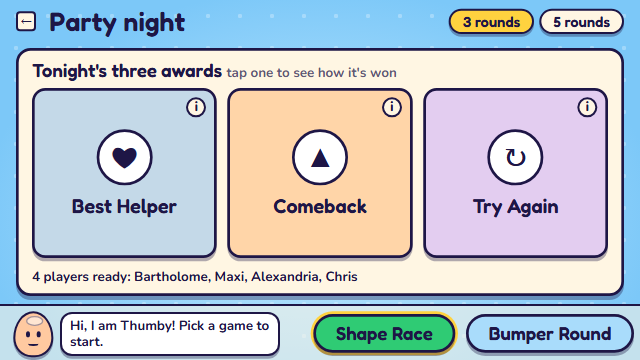 Party night
3 rounds
5 rounds
Tonight's three awards tap one to see how it's won
i
i
i
Best Helper
Comeback
Try Again
4 players ready: Bartholome, Maxi, Alexandria, Chris
Hi, I am Thumby! Pick a game to
start.
Shape Race
Bumper Round